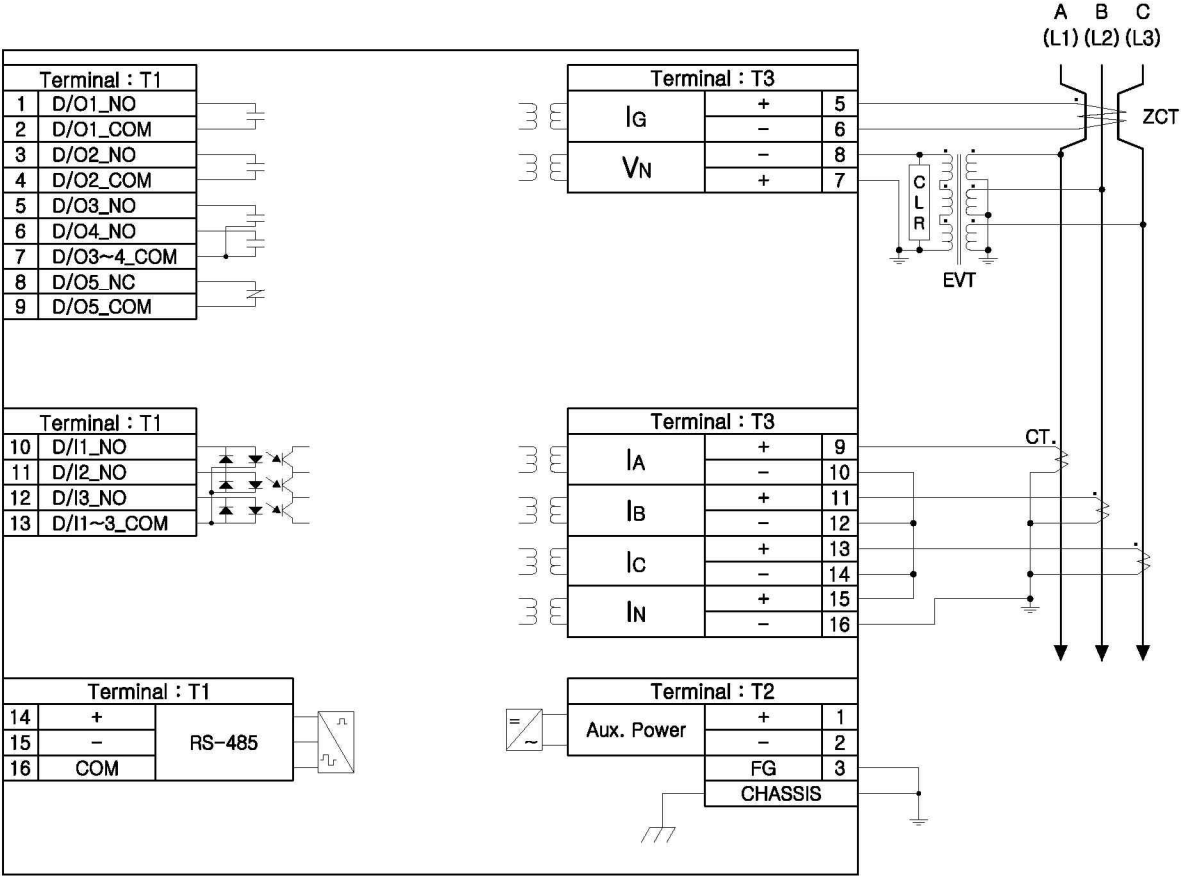 A B C
(L1) (L2) (L3)
Terminal : T1
1 D/O1_NO
2 D/O1_COM
3 D/O2_NO
4 D/O2_COM
5 D/O3_NO
6 D/O4_NO
7 D/O3~4_COM
8 D/O5_NC
9 D/O5_COM
Terminal : T3
IG + 5
− 6
VN − 8
+ 7
ZCT
CLR
EVT
Terminal : T1
10 D/I1_NO
11 D/I2_NO
12 D/I3_NO
13 D/I1~3_COM
Terminal : T3
IA + 9
− 10
IB + 11
− 12
IC + 13
− 14
IN + 15
− 16
CT
Terminal : T1
14 +
15 − RS-485
16 COM
Terminal : T2
Aux. Power + 1
− 2
FG 3
CHASSIS
= ~